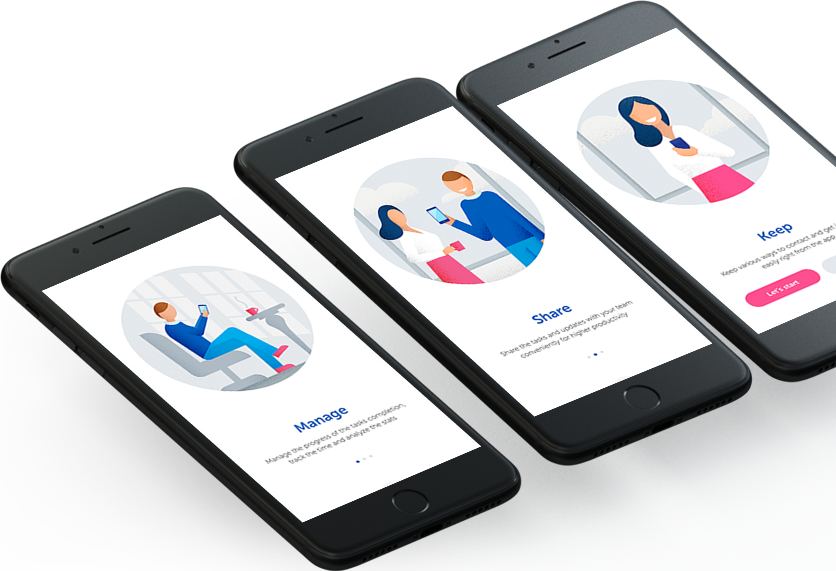 Manage
Manage the progress of the tasks completion,
track the time and analyze the stats
Share
Share the tasks and updates with your team
conveniently for higher productivity
Keep
Keep various ways to contact and get
easily right from the app
Let's start